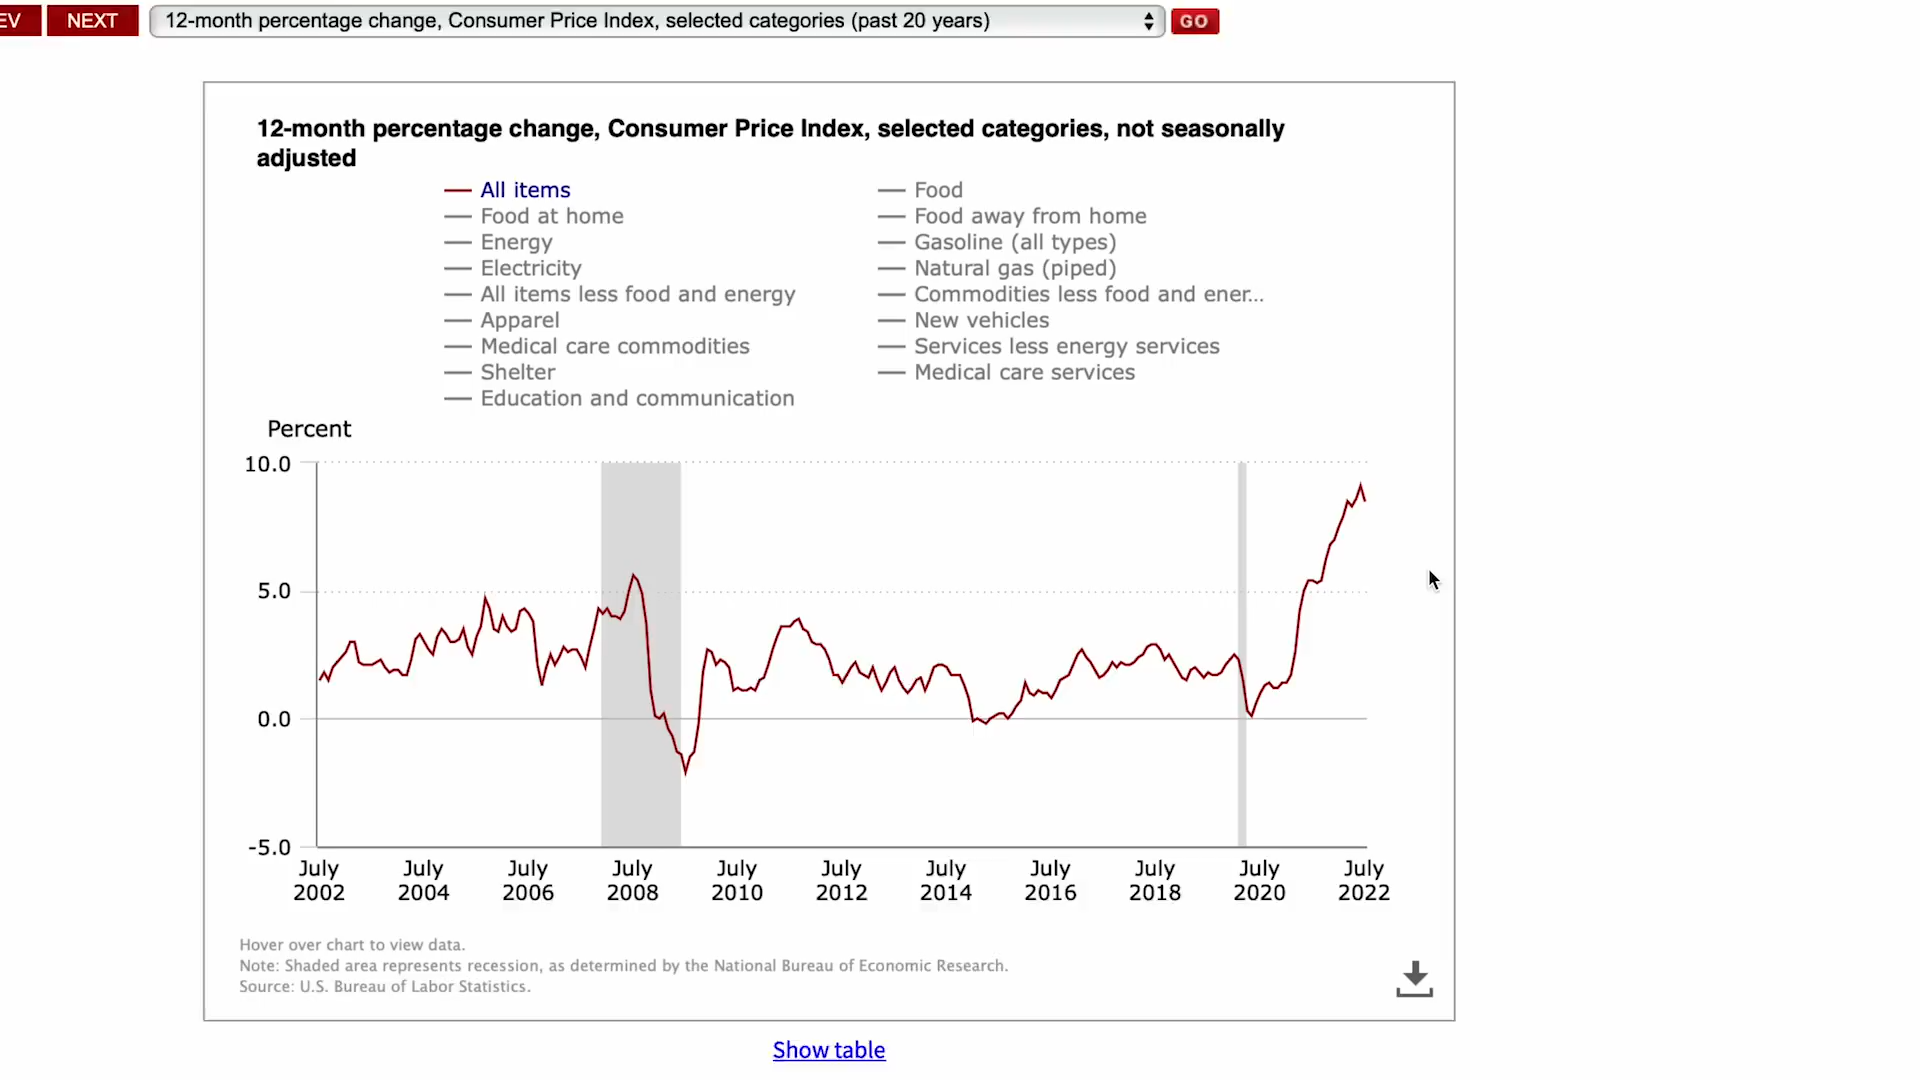 EV NEXT 12-month percentage change, Consumer Price Index, selected categories (past 20 years) GO
12-month percentage change, Consumer Price Index, selected categories, not seasonally
adjusted
All items Food
Food at home Food away from home
Energy Gasoline (all types)
Electricity Natural gas (piped)
All items less food and energy Commodities less food and ener...
Apparel New vehicles
Medical care commodities Services less energy services
Shelter Medical care services
Education and communication
Percent
10.0
5.0
0.0
-5.0
July July July July July July July July July July July
2002 2004 2006 2008 2010 2012 2014 2016 2018 2020 2022
Hover over chart to view data.
Note: Shaded area represents recession, as determined by the National Bureau of Economic Research.
Source: U.S. Bureau of Labor Statistics.
Show table